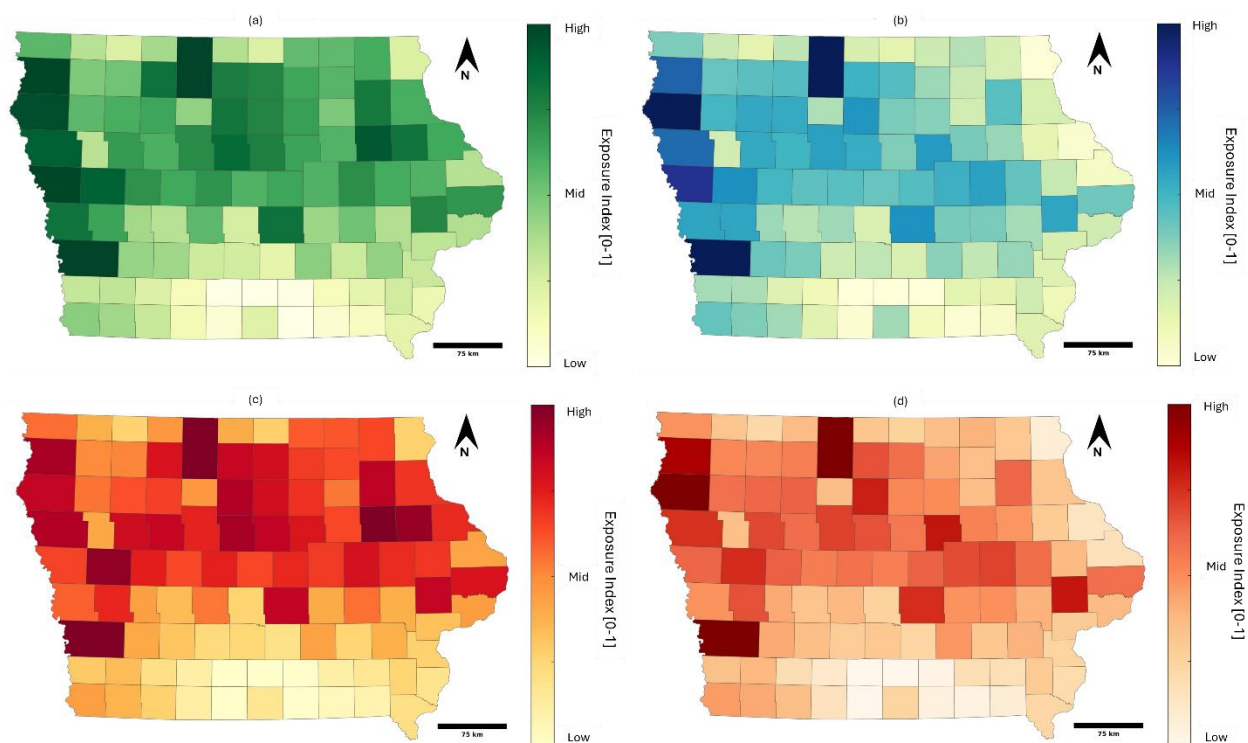 (a)
High
N
Mid
Exposure Index [0-1]
75 km
Low
(b)
High
N
Mid
Exposure Index [0-1]
75 km
Low
(c)
High
N
Mid
Exposure Index [0-1]
75 km
Low
(d)
High
N
Mid
Exposure Index [0-1]
75 km
Low